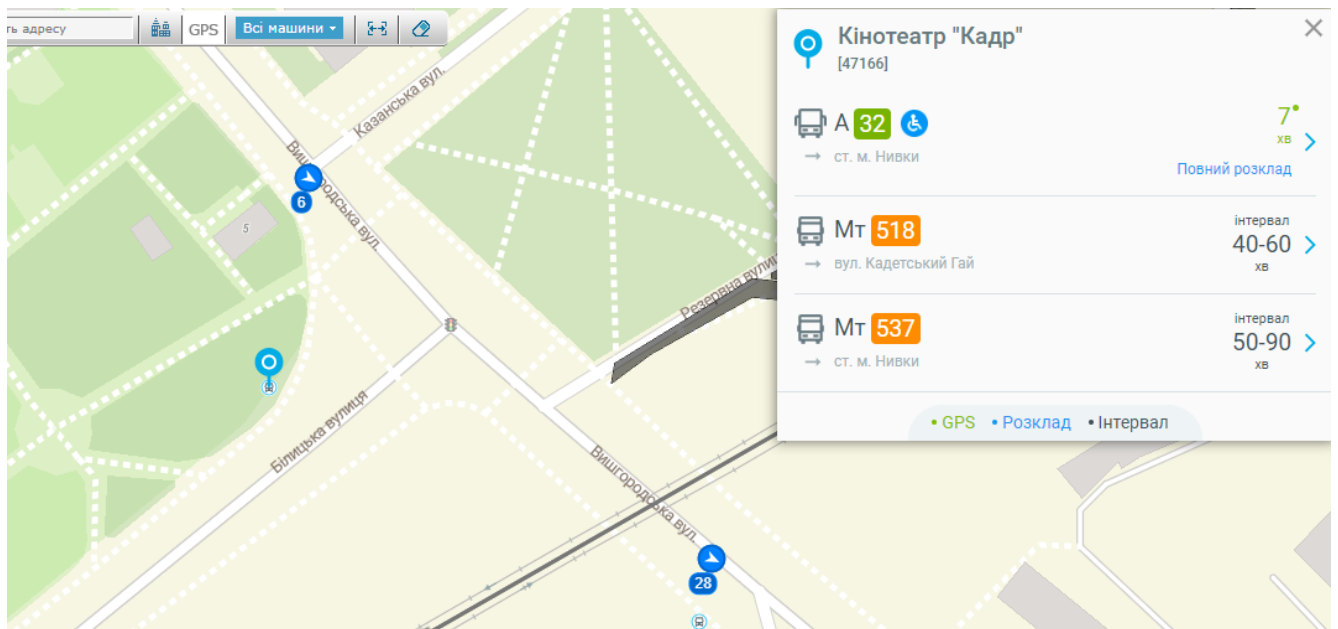 ть адресу
GPS
Всі машини
Казанська вул.
Вишгородська вул.
6
5
Резервна вулиця
Білицька вулиця
Вишгородська вул.
28
Кінотеатр "Кадр"
[47166]
А 32
7
хв
→ ст. м. Нивки
Повний розклад
Мт 518
інтервал
40-60
хв
→ вул. Кадетський Гай
Мт 537
інтервал
50-90
хв
→ ст. м. Нивки
• GPS • Розклад • Інтервал